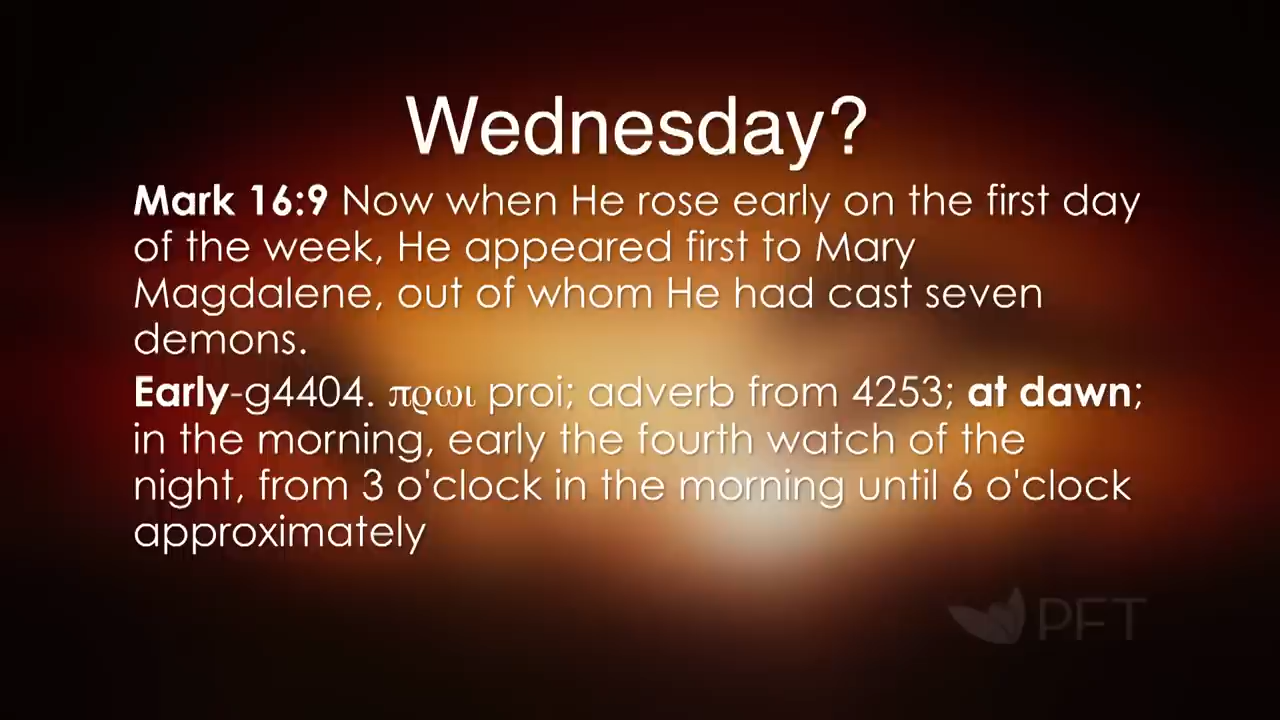 Wednesday?
Mark 16:9 Now when He rose early on the first day
of the week, He appeared first to Mary
Magdalene, out of whom He had cast seven
demons.
Early-g4404. πρωι proi; adverb from 4253; at dawn;
in the morning, early the fourth watch of the
night, from 3 o'clock in the morning until 6 o'clock
approximately
PFT